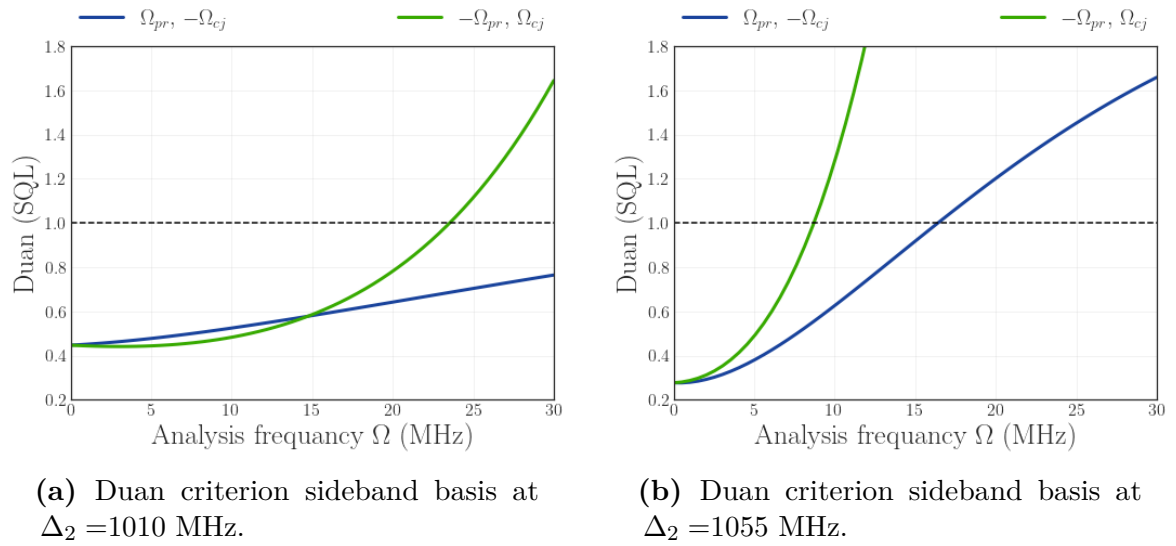 Ω_pr, −Ω_cj
−Ω_pr, Ω_cj
1.8
1.6
1.4
1.2
1.0
0.8
0.6
0.4
0.2
Duan (SQL)
0 5 10 15 20 25 30
Analysis frequancy Ω (MHz)
(a) Duan criterion sideband basis at
Δ₂ =1010 MHz.
Ω_pr, −Ω_cj
−Ω_pr, Ω_cj
1.8
1.6
1.4
1.2
1.0
0.8
0.6
0.4
0.2
Duan (SQL)
0 5 10 15 20 25 30
Analysis frequancy Ω (MHz)
(b) Duan criterion sideband basis at
Δ₂ =1055 MHz.